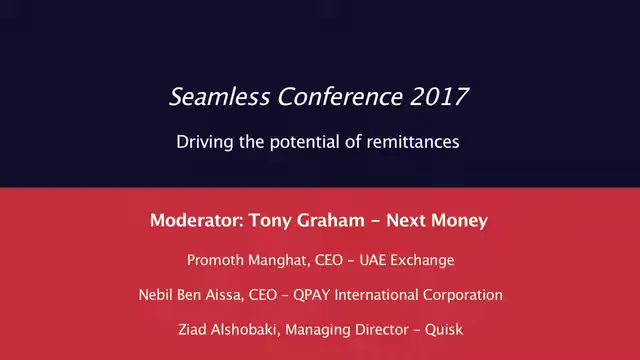 Seamless Conference 2017
Driving the potential of remittances
Moderator: Tony Graham - Next Money
Promoth Manghat, CEO - UAE Exchange
Nebil Ben Aissa, CEO - QPAY International Corporation
Ziad Alshobaki, Managing Director - Quisk